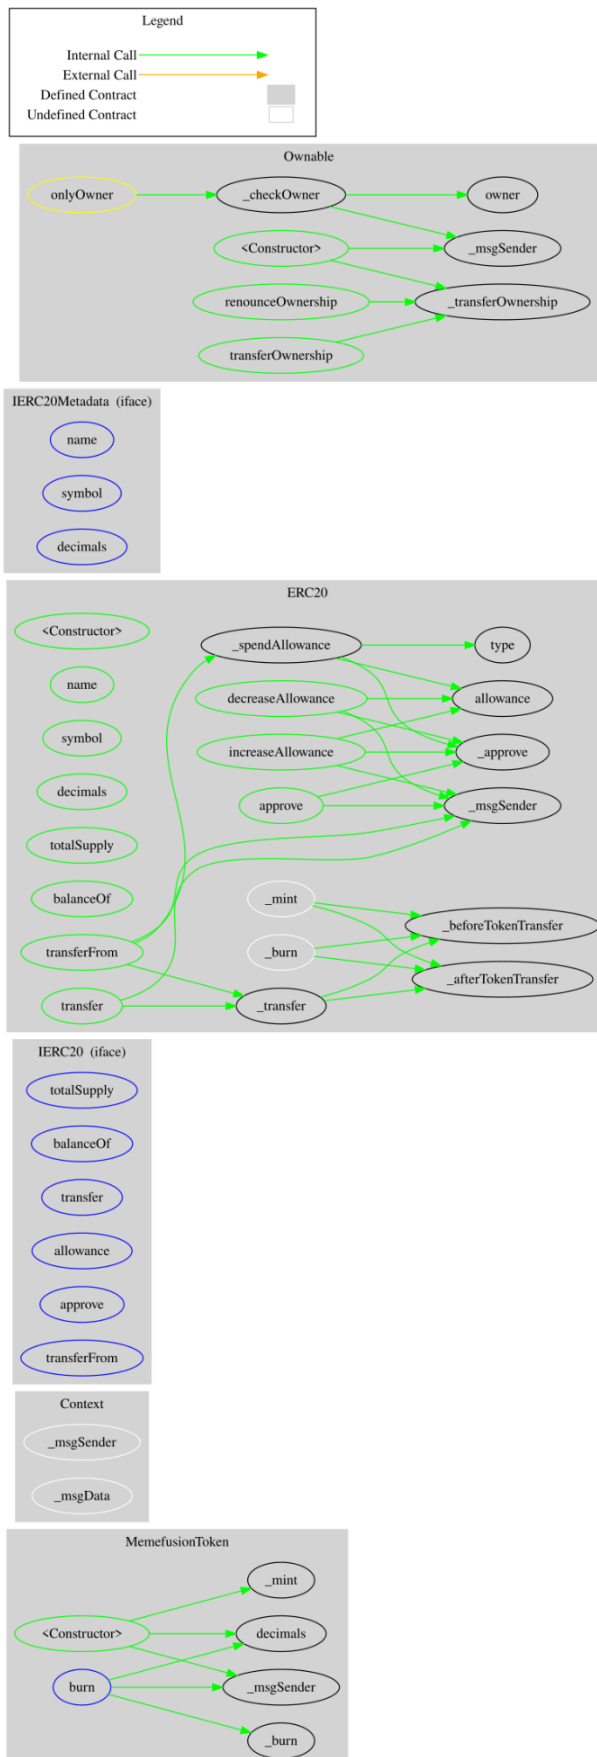 Legend
Internal Call
External Call
Defined Contract
Undefined Contract
Ownable
onlyOwner
_checkOwner
owner
<Constructor>
_msgSender
renounceOwnership
_transferOwnership
transferOwnership
IERC20Metadata (iface)
name
symbol
decimals
ERC20
<Constructor>
_spendAllowance
type
name
decreaseAllowance
allowance
symbol
increaseAllowance
_approve
decimals
approve
_msgSender
totalSupply
balanceOf
_mint
_beforeTokenTransfer
transferFrom
_burn
_afterTokenTransfer
transfer
_transfer
IERC20 (iface)
totalSupply
balanceOf
transfer
allowance
approve
transferFrom
Context
_msgSender
_msgData
MemefusionToken
_mint
<Constructor>
decimals
burn
_msgSender
_burn